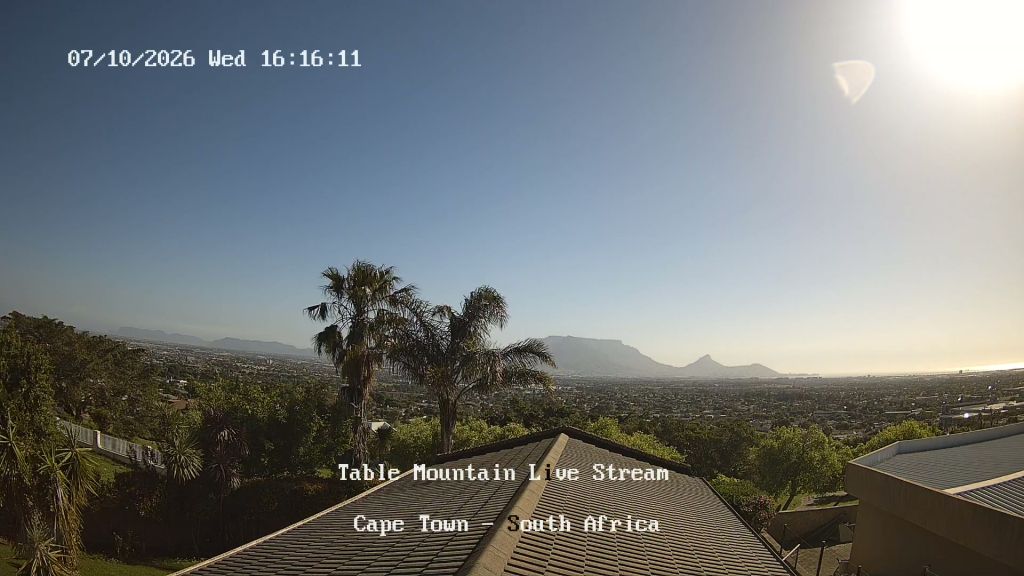 07/10/2026 Wed 16:16:11
Table Mountain Live Stream
Cape Town - South Africa